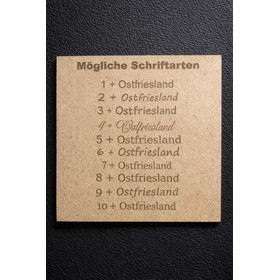 Mögliche Schriftarten
1 + Ostfriesland
2 + Ostfriesland
3 + Ostfriesland
4 + Ostfriesland
5 + Ostfriesland
6 + Ostfriesland
7 + Ostfriesland
8 + Ostfriesland
9 + Ostfriesland
10 + Ostfriesland